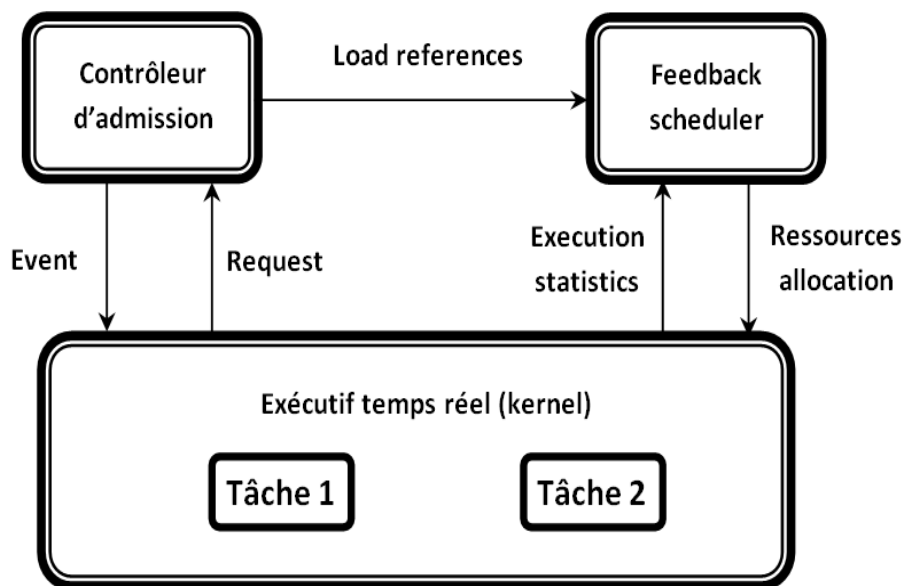 Contrôleur
d'admission
Load references
Feedback
scheduler
Event
Request
Execution
statistics
Ressources
allocation
Exécutif temps réel (kernel)
Tâche 1
Tâche 2